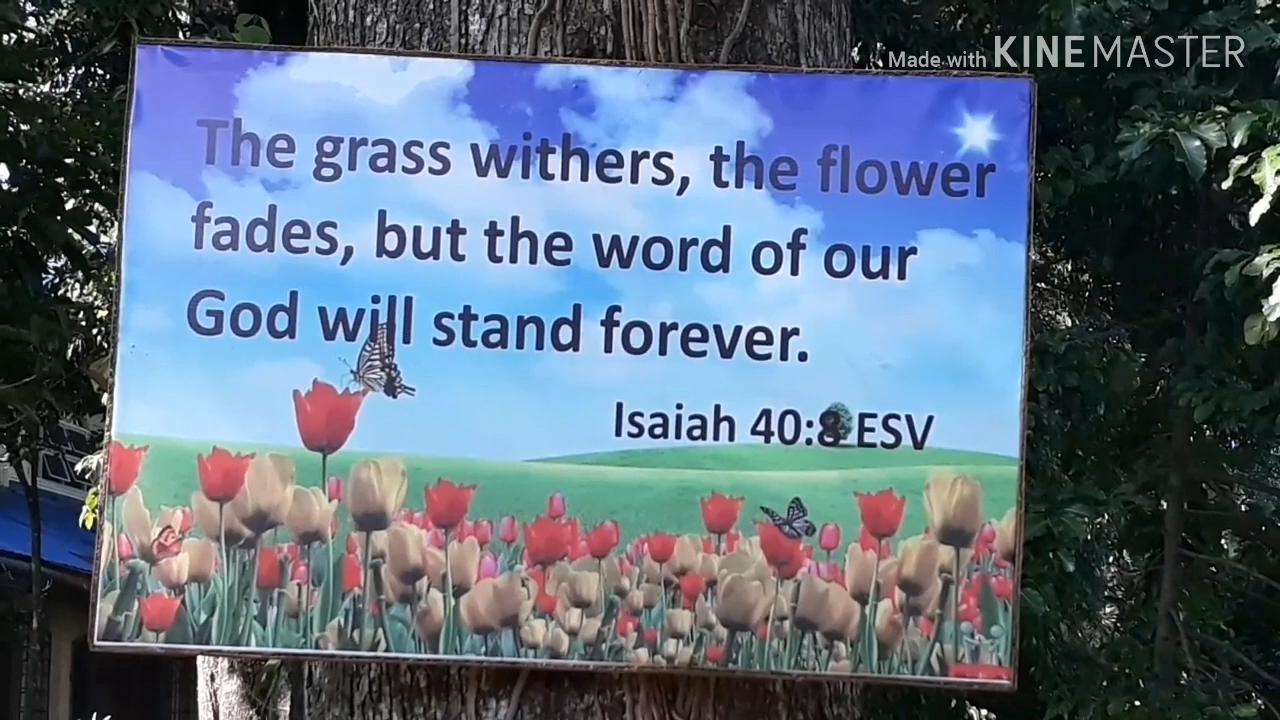 Made with KINEMASTER
The grass withers, the flower
fades, but the word of our
God will stand forever.
Isaiah 40:8 ESV